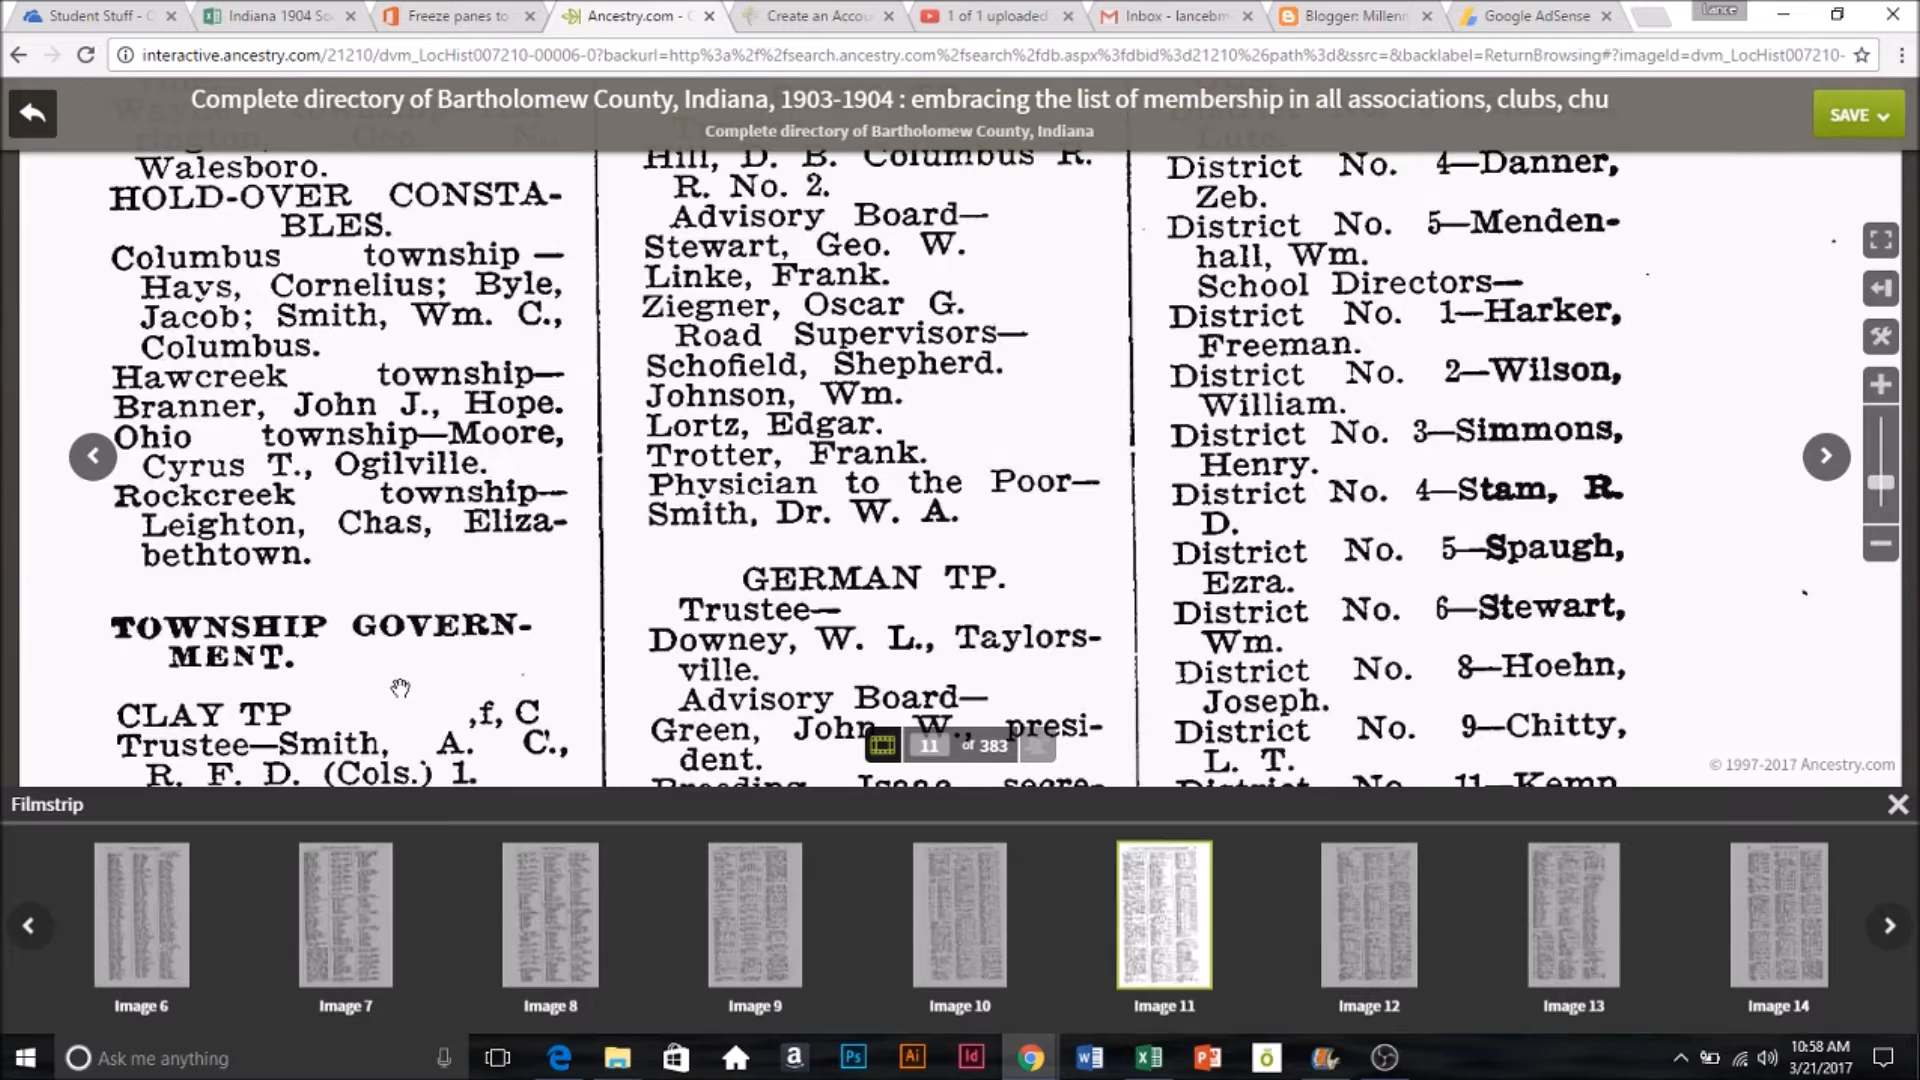 Student Stuff - C
Indiana 1904 So
Freeze panes to
Ancestry.com - C
Create an Accou
1 of 1 uploaded
Inbox - lancebm
Blogger: Millenn
Google AdSense
lance
interactive.ancestry.com/21210/dvm_LocHist007210-00006-0?backurl=http%3a%2f%2fsearch.ancestry.com%2fsearch%2fdb.aspx%3fdbid%3d21210%26path%3d&ssrc=&backlabel=ReturnBrowsing#?imageId=dvm_LocHist007210-
Complete directory of Bartholomew County, Indiana, 1903-1904 : embracing the list of membership in all associations, clubs, chu
Complete directory of Bartholomew County, Indiana
SAVE
Walesboro.
HOLD-OVER CONSTA-
BLES.
Columbus township —
Hays, Cornelius; Byle,
Jacob; Smith, Wm. C.,
Columbus.
Hawcreek township—
Branner, John J., Hope.
Ohio township—Moore,
Cyrus T., Ogilville.
Rockcreek township—
Leighton, Chas, Eliza-
bethtown.
TOWNSHIP GOVERN-
MENT.
CLAY TP ,f, C
Trustee—Smith, A. C.,
R. F. D. (Cols.) 1.
Hill, D. B. Columbus R.
R. No. 2.
Advisory Board—
Stewart, Geo. W.
Linke, Frank.
Ziegner, Oscar G.
Road Supervisors—
Schofield, Shepherd.
Johnson, Wm.
Lortz, Edgar.
Trotter, Frank.
Physician to the Poor—
Smith, Dr. W. A.
GERMAN TP.
Trustee—
Downey, W. L., Taylors-
ville.
Advisory Board—
Green, John W., presi-
dent.
District No. 4—Danner,
Zeb.
District No. 5—Menden-
hall, Wm.
School Directors—
District No. 1—Harker,
Freeman.
District No. 2—Wilson,
William.
District No. 3—Simmons,
Henry.
District No. 4—Stam, R.
D.
District No. 5—Spaugh,
Ezra.
District No. 6—Stewart,
Wm.
District No. 8—Hoehn,
Joseph.
District No. 9—Chitty,
L. T.
District No. 11—Kemp
11 of 383
© 1997-2017 Ancestry.com
Filmstrip
Image 6
Image 7
Image 8
Image 9
Image 10
Image 11
Image 12
Image 13
Image 14
Ask me anything
10:58 AM
3/21/2017